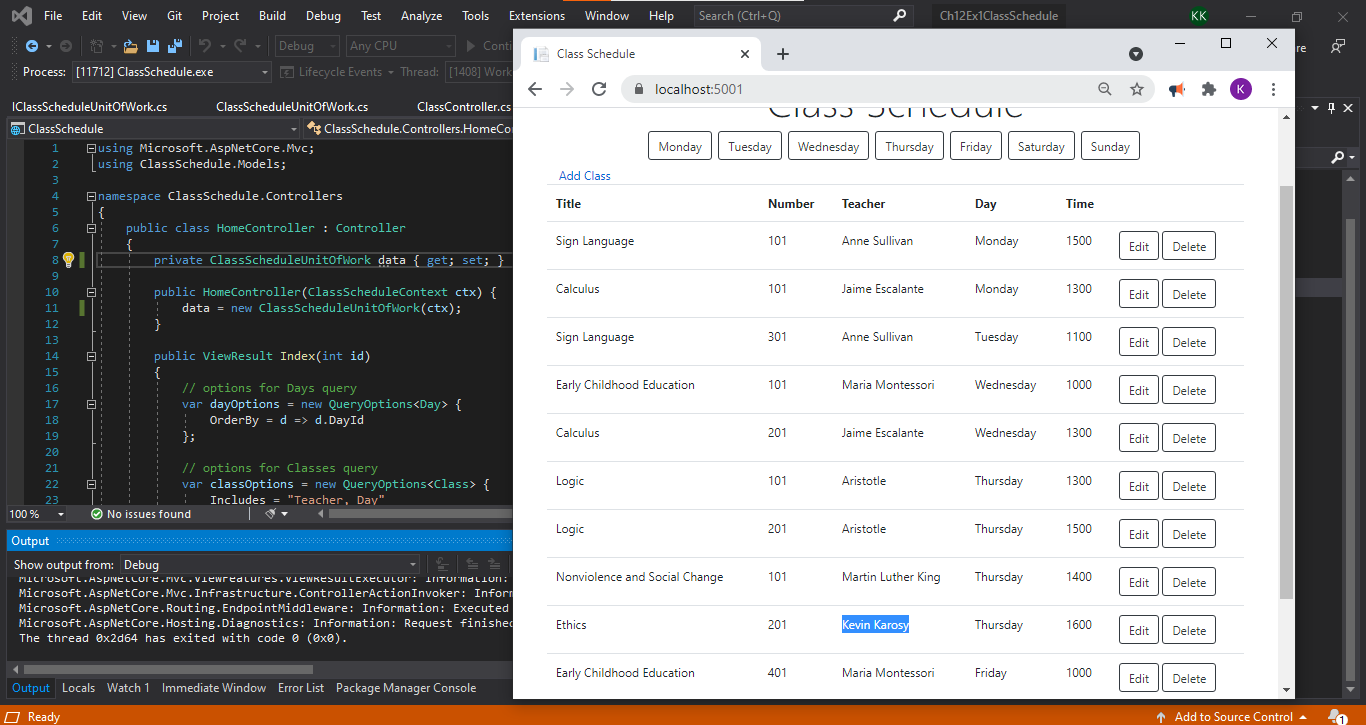 File Edit View Git Project Build Debug Test Analyze Tools Extensions Window Help Search (Ctrl+Q) Ch12Ex1ClassSchedule KK
Debug Any CPU Conti
re
Process: [11712] ClassSchedule.exe Lifecycle Events Thread: [1408] Work
IClassScheduleUnitOfWork.cs ClassScheduleUnitOfWork.cs ClassController.cs
ClassSchedule ClassSchedule.Controllers.HomeCo
1 using Microsoft.AspNetCore.Mvc;
2 using ClassSchedule.Models;
3
4 namespace ClassSchedule.Controllers
5 {
6 public class HomeController : Controller
7 {
8 private ClassScheduleUnitOfWork data { get; set; }
9
10 public HomeController(ClassScheduleContext ctx) {
11 data = new ClassScheduleUnitOfWork(ctx);
12 }
13
14 public ViewResult Index(int id)
15 {
16 // options for Days query
17 var dayOptions = new QueryOptions<Day> {
18 OrderBy = d => d.DayId
19 };
20
21 // options for Classes query
22 var classOptions = new QueryOptions<Class> {
23 Includes = "Teacher, Day"
100 % No issues found
Output
Show output from: Debug
Microsoft.AspNetCore.Mvc.ViewFeatures.ViewResultExecutor: Information:
Microsoft.AspNetCore.Mvc.Infrastructure.ControllerActionInvoker: Inform
Microsoft.AspNetCore.Routing.EndpointMiddleware: Information: Executed
Microsoft.AspNetCore.Hosting.Diagnostics: Information: Request finished
The thread 0x2d64 has exited with code 0 (0x0).
Output Locals Watch 1 Immediate Window Error List Package Manager Console
Ready Add to Source Control 1
Class Schedule
localhost:5001 K
Class Schedule
Monday Tuesday Wednesday Thursday Friday Saturday Sunday
Add Class
Title Number Teacher Day Time
Sign Language 101 Anne Sullivan Monday 1500 Edit Delete
Calculus 101 Jaime Escalante Monday 1300 Edit Delete
Sign Language 301 Anne Sullivan Tuesday 1100 Edit Delete
Early Childhood Education 101 Maria Montessori Wednesday 1000 Edit Delete
Calculus 201 Jaime Escalante Wednesday 1300 Edit Delete
Logic 101 Aristotle Thursday 1300 Edit Delete
Logic 201 Aristotle Thursday 1500 Edit Delete
Nonviolence and Social Change 101 Martin Luther King Thursday 1400 Edit Delete
Ethics 201 Kevin Karosy Thursday 1600 Edit Delete
Early Childhood Education 401 Maria Montessori Friday 1000 Edit Delete